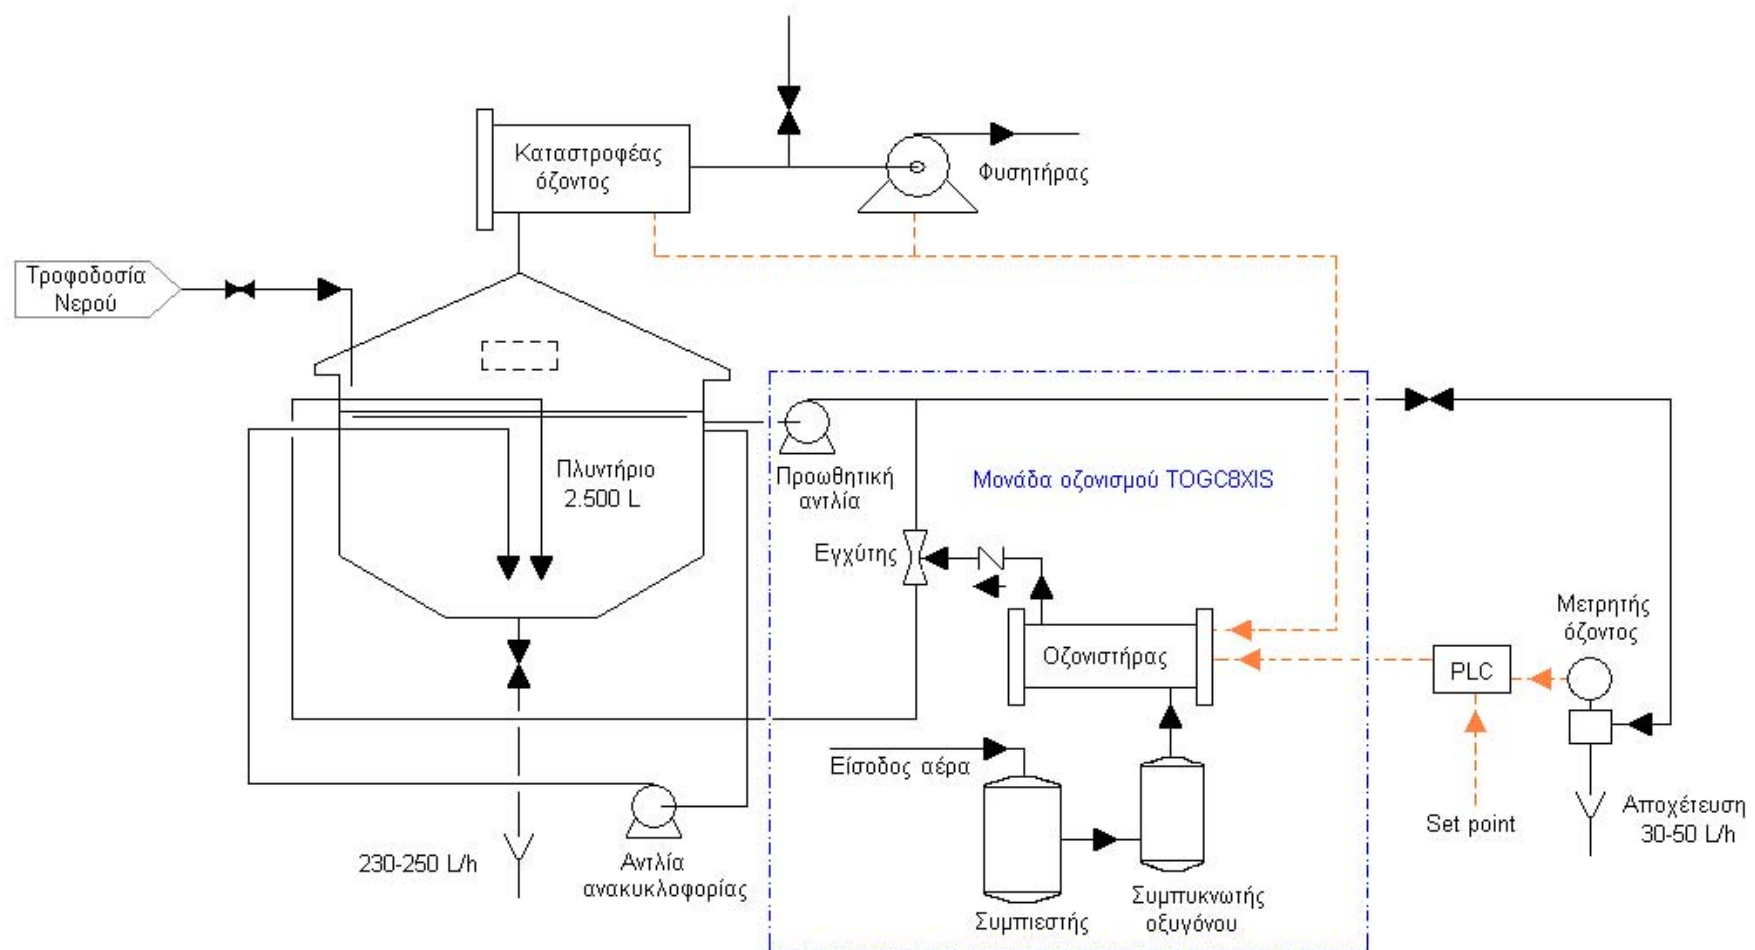 Καταστροφέας
όζοντος
Φυσητήρας
Τροφοδοσία
Νερού
Πλυντήριο
2.500 L
Προωθητική
αντλία
Μονάδα οζονισμού TOGC8XIS
Εγχύτης
Οζονιστήρας
Μετρητής
όζοντος
PLC
Είσοδος αέρα
Set point
Αποχέτευση
30-50 L/h
230-250 L/h
Αντλία
ανακυκλοφορίας
Συμπιεστής
Συμπυκνωτής
οξυγόνου